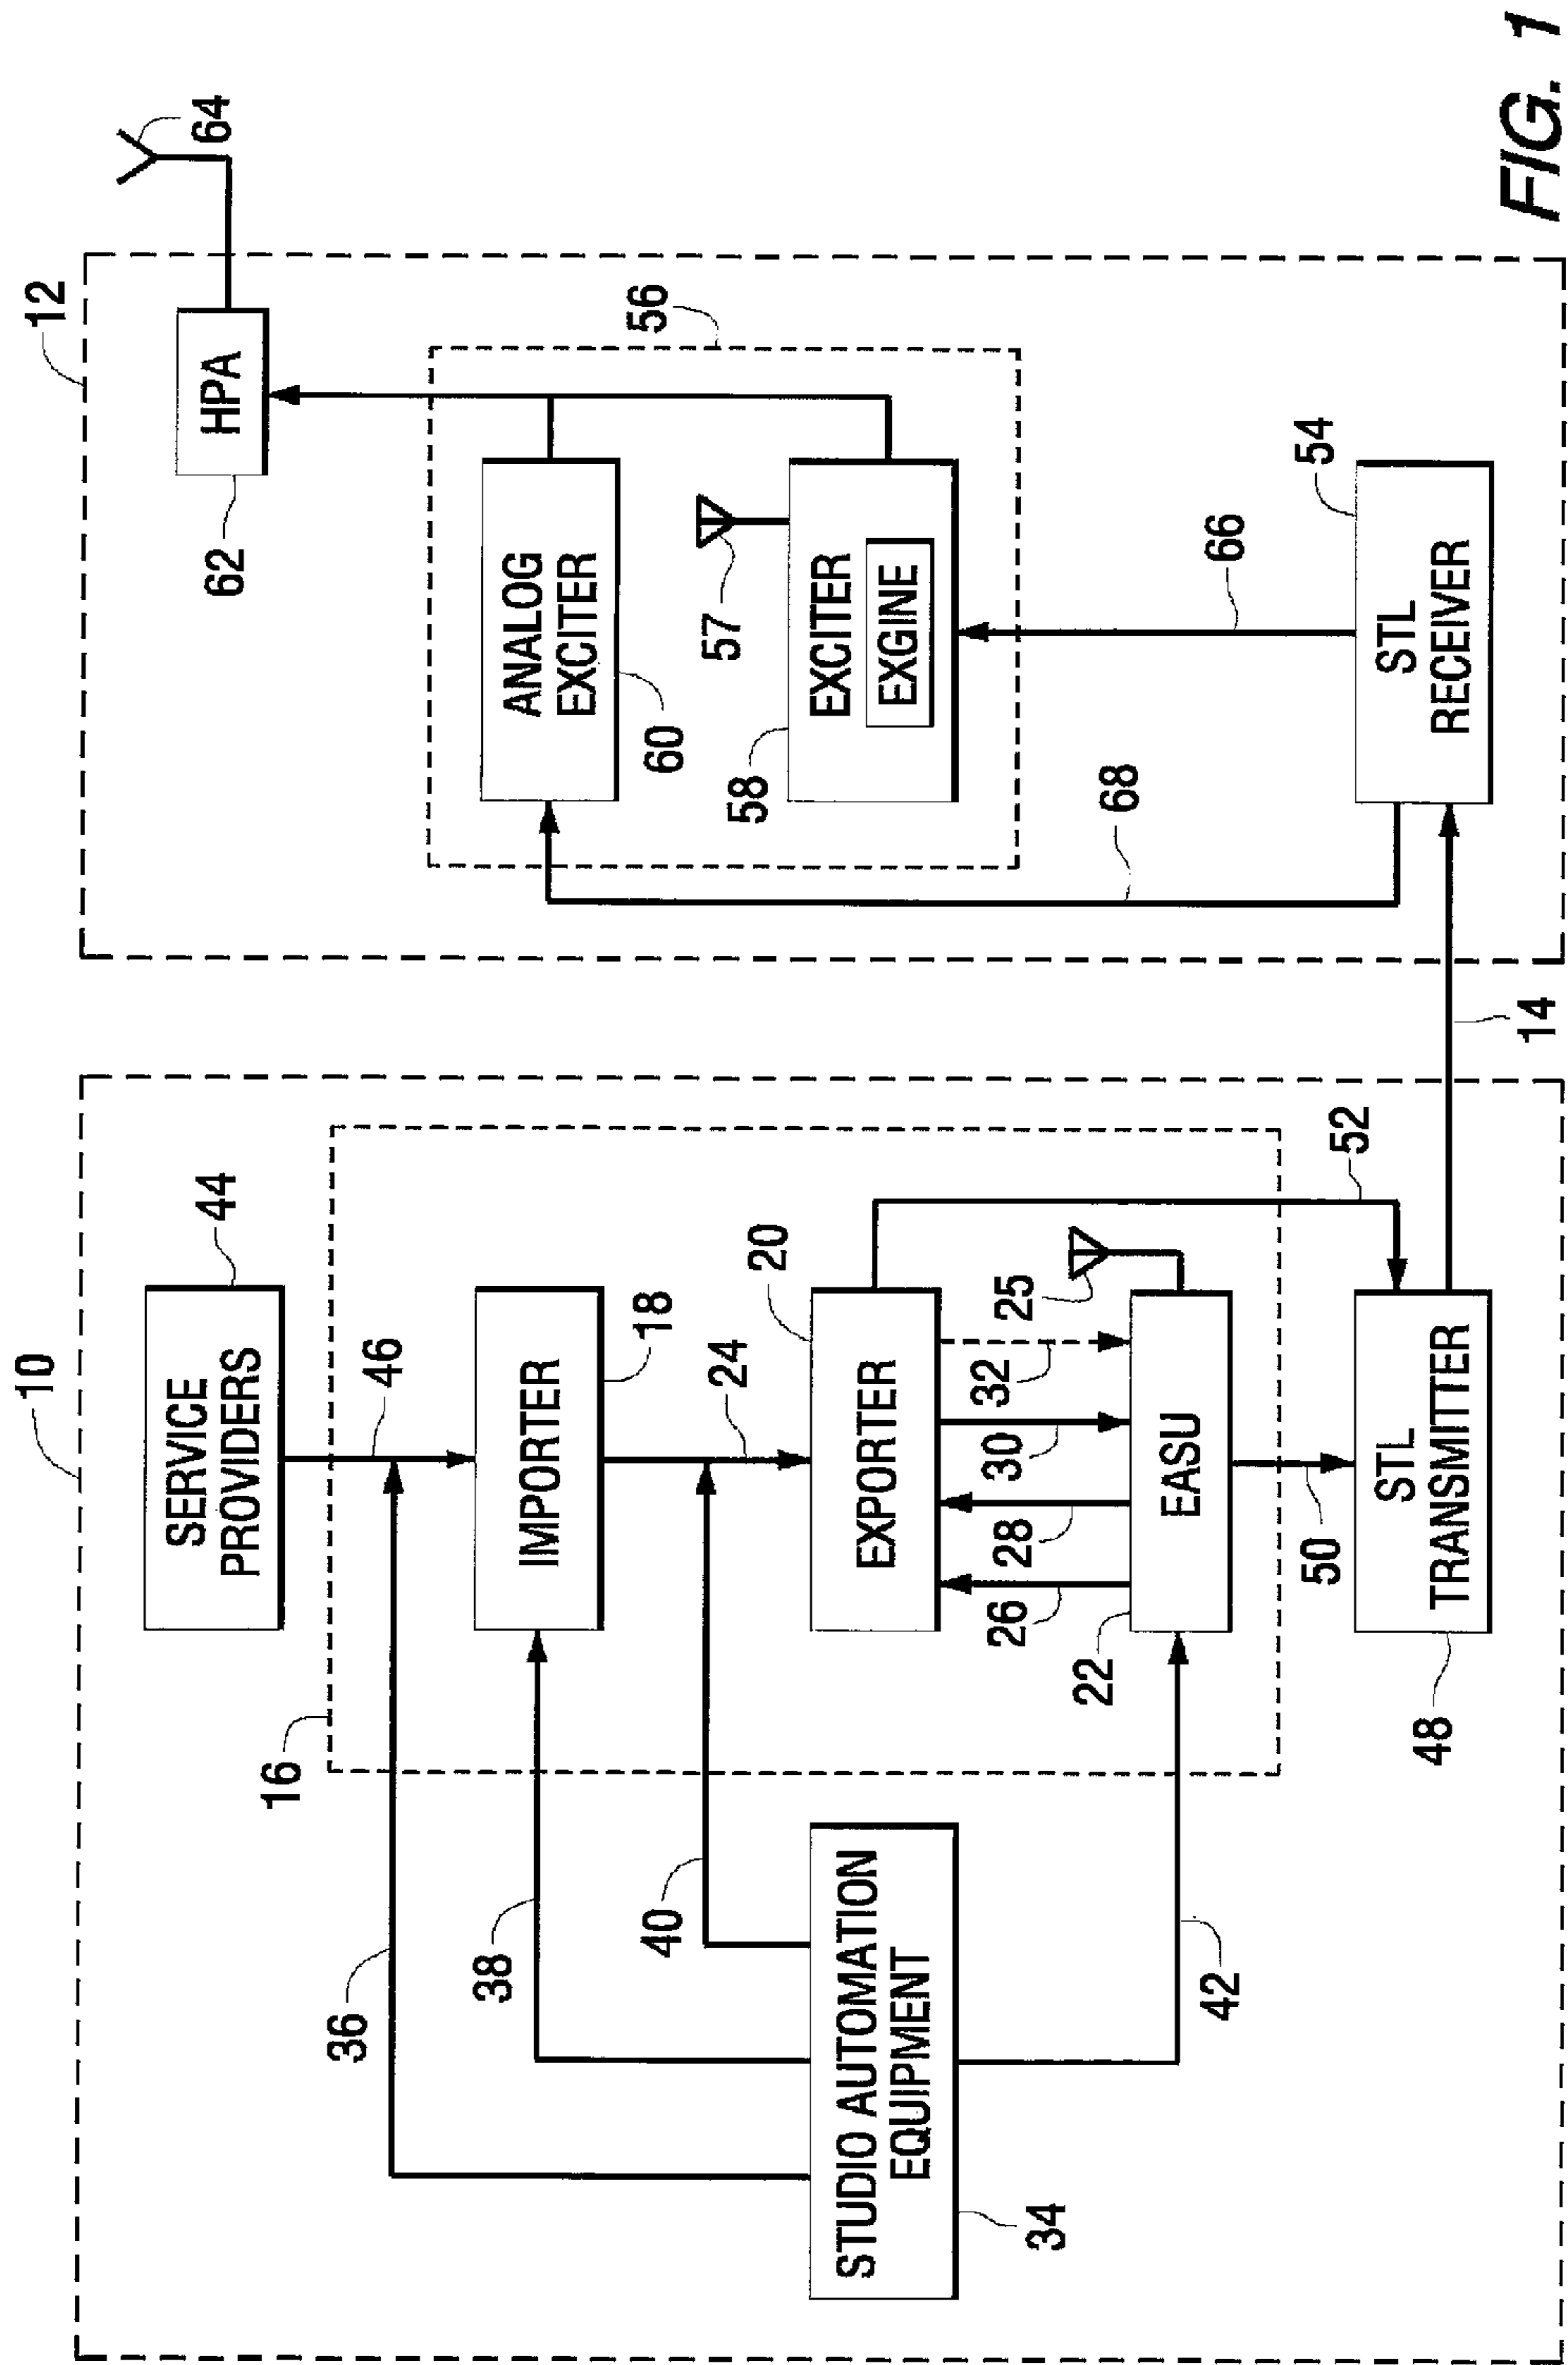 10
SERVICE
PROVIDERS
44
46
16
36
IMPORTER
18
38
24
40
EXPORTER
20
STUDIO AUTOMATION
EQUIPMENT
34
26
28
30
32
25
EASU
22
42
50
52
STL
TRANSMITTER
48
14
12
HPA
62
64
56
ANALOG
EXCITER
60
57
EXCITER
EXGINE
58
66
68
STL
RECEIVER
54
FIG. 1